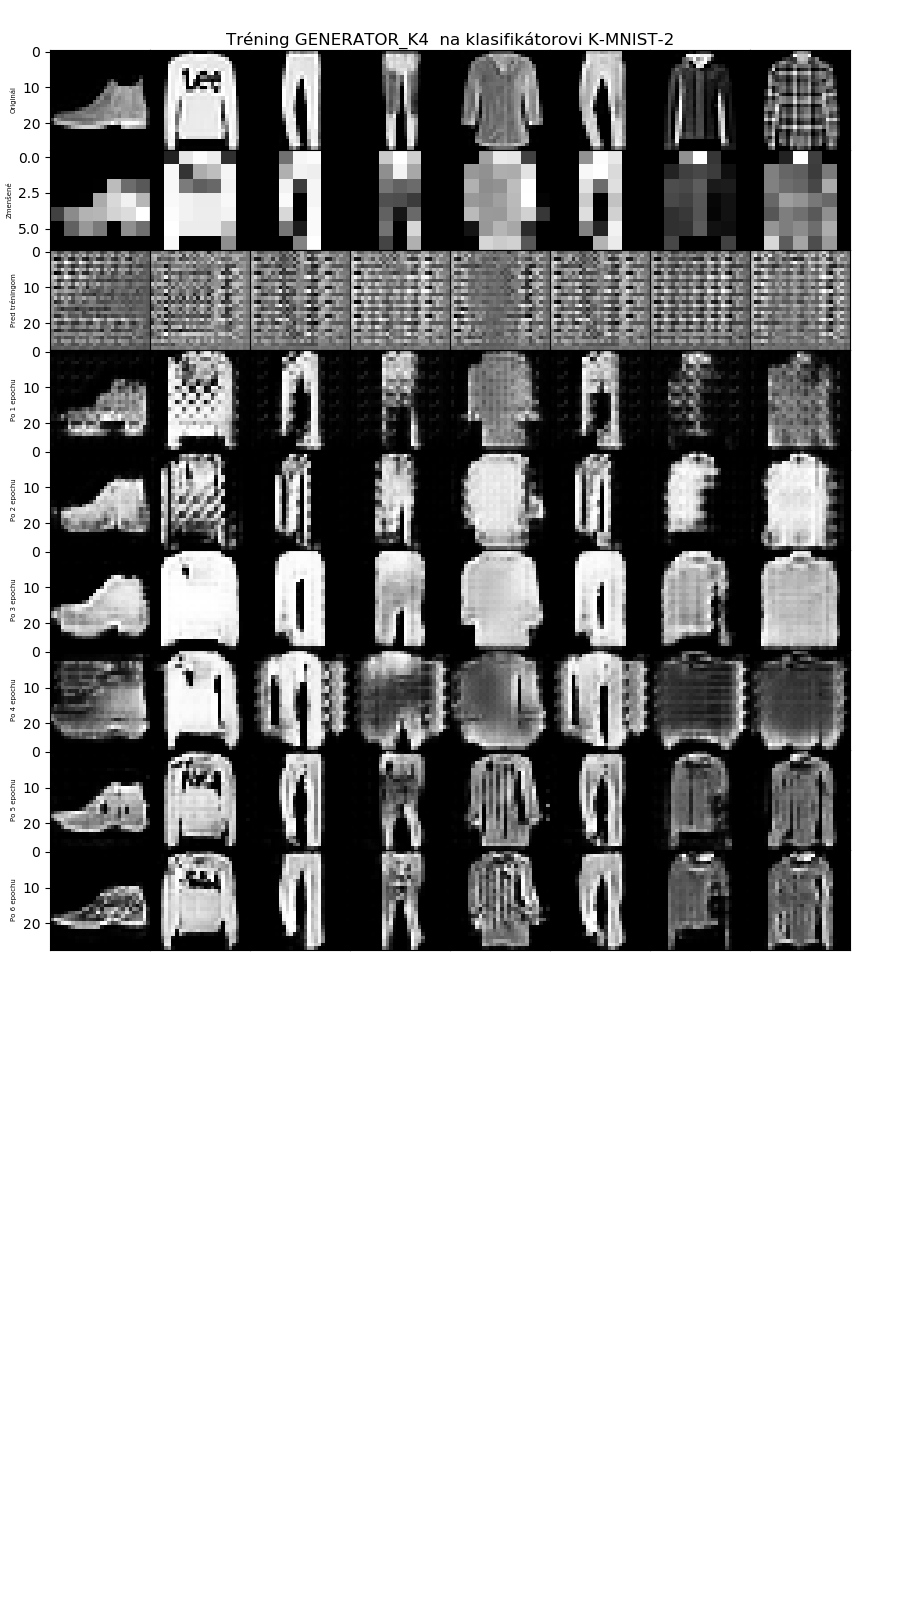 Tréning GENERATOR_K4 na klasifikátorovi K-MNIST-2
0
10
20
Originál
Lee
0.0
2.5
5.0
Zmenšené
0
10
20
Pred tréningom
0
10
20
Po 1 epochu
0
10
20
Po 2 epochu
0
10
20
Po 3 epochu
0
10
20
Po 4 epochu
0
10
20
Po 5 epochu
0
10
20
Po 6 epochu